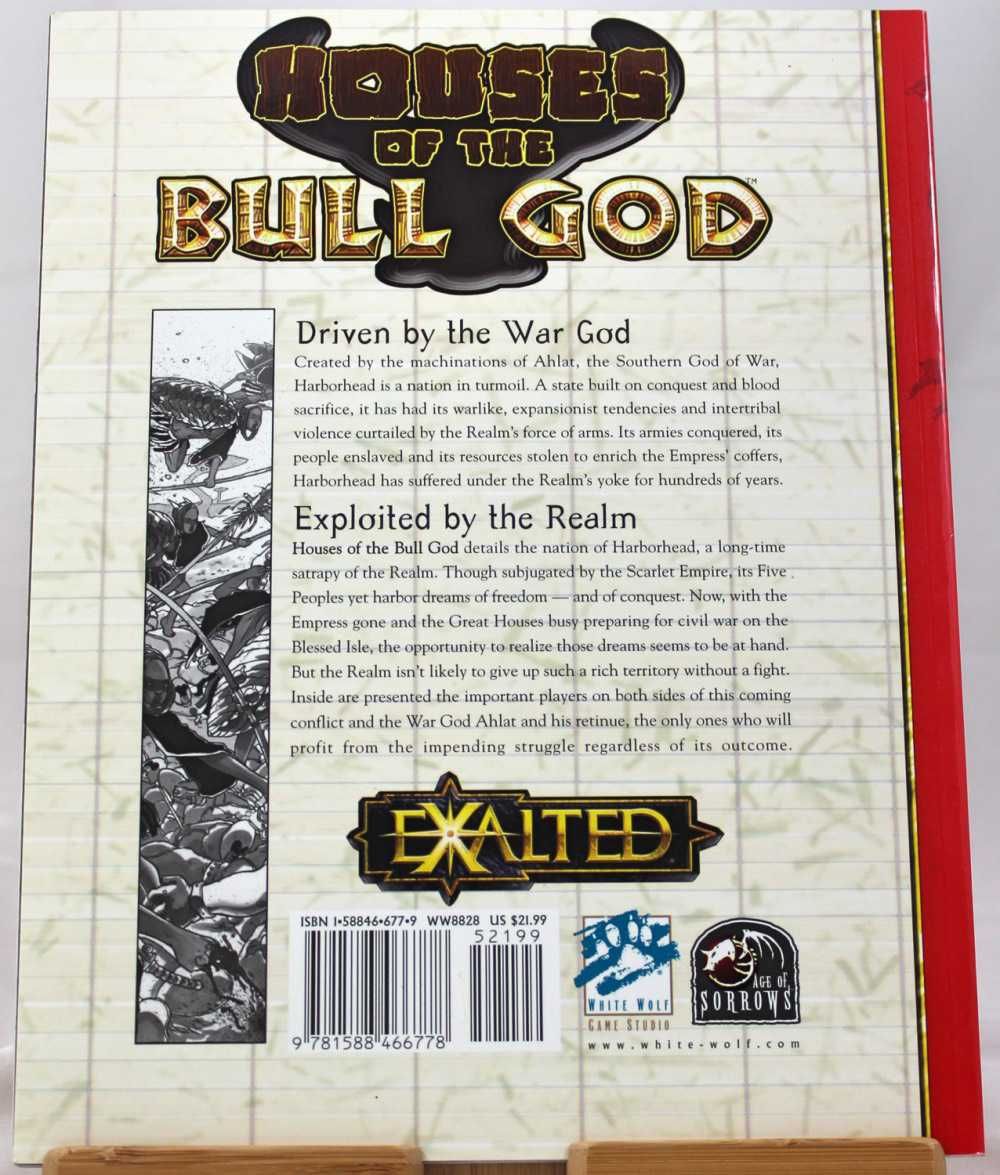 HOUSES
OF THE
BULL GOD™
Driven by the War God
Created by the machinations of Ahlat, the Southern God of War,
Harborhead is a nation in turmoil. A state built on conquest and blood
sacrifice, it has had its warlike, expansionist tendencies and intertribal
violence curtailed by the Realm's force of arms. Its armies conquered, its
people enslaved and its resources stolen to enrich the Empress' coffers,
Harborhead has suffered under the Realm's yoke for hundreds of years.
Exploited by the Realm
Houses of the Bull God details the nation of Harborhead, a long-time
satrapy of the Realm. Though subjugated by the Scarlet Empire, its Five
Peoples yet harbor dreams of freedom — and of conquest. Now, with the
Empress gone and the Great Houses busy preparing for civil war on the
Blessed Isle, the opportunity to realize those dreams seems to be at hand.
But the Realm isn't likely to give up such a rich territory without a fight.
Inside are presented the important players on both sides of this coming
conflict and the War God Ahlat and his retinue, the only ones who will
profit from the impending struggle regardless of its outcome.
EXALTED
ISBN 1•58846•677•9 WW8828 US $21.99
52199
9 781588 466778
WHITE WOLF
GAME STUDIO
AGE OF
SORROWS
www.white-wolf.com